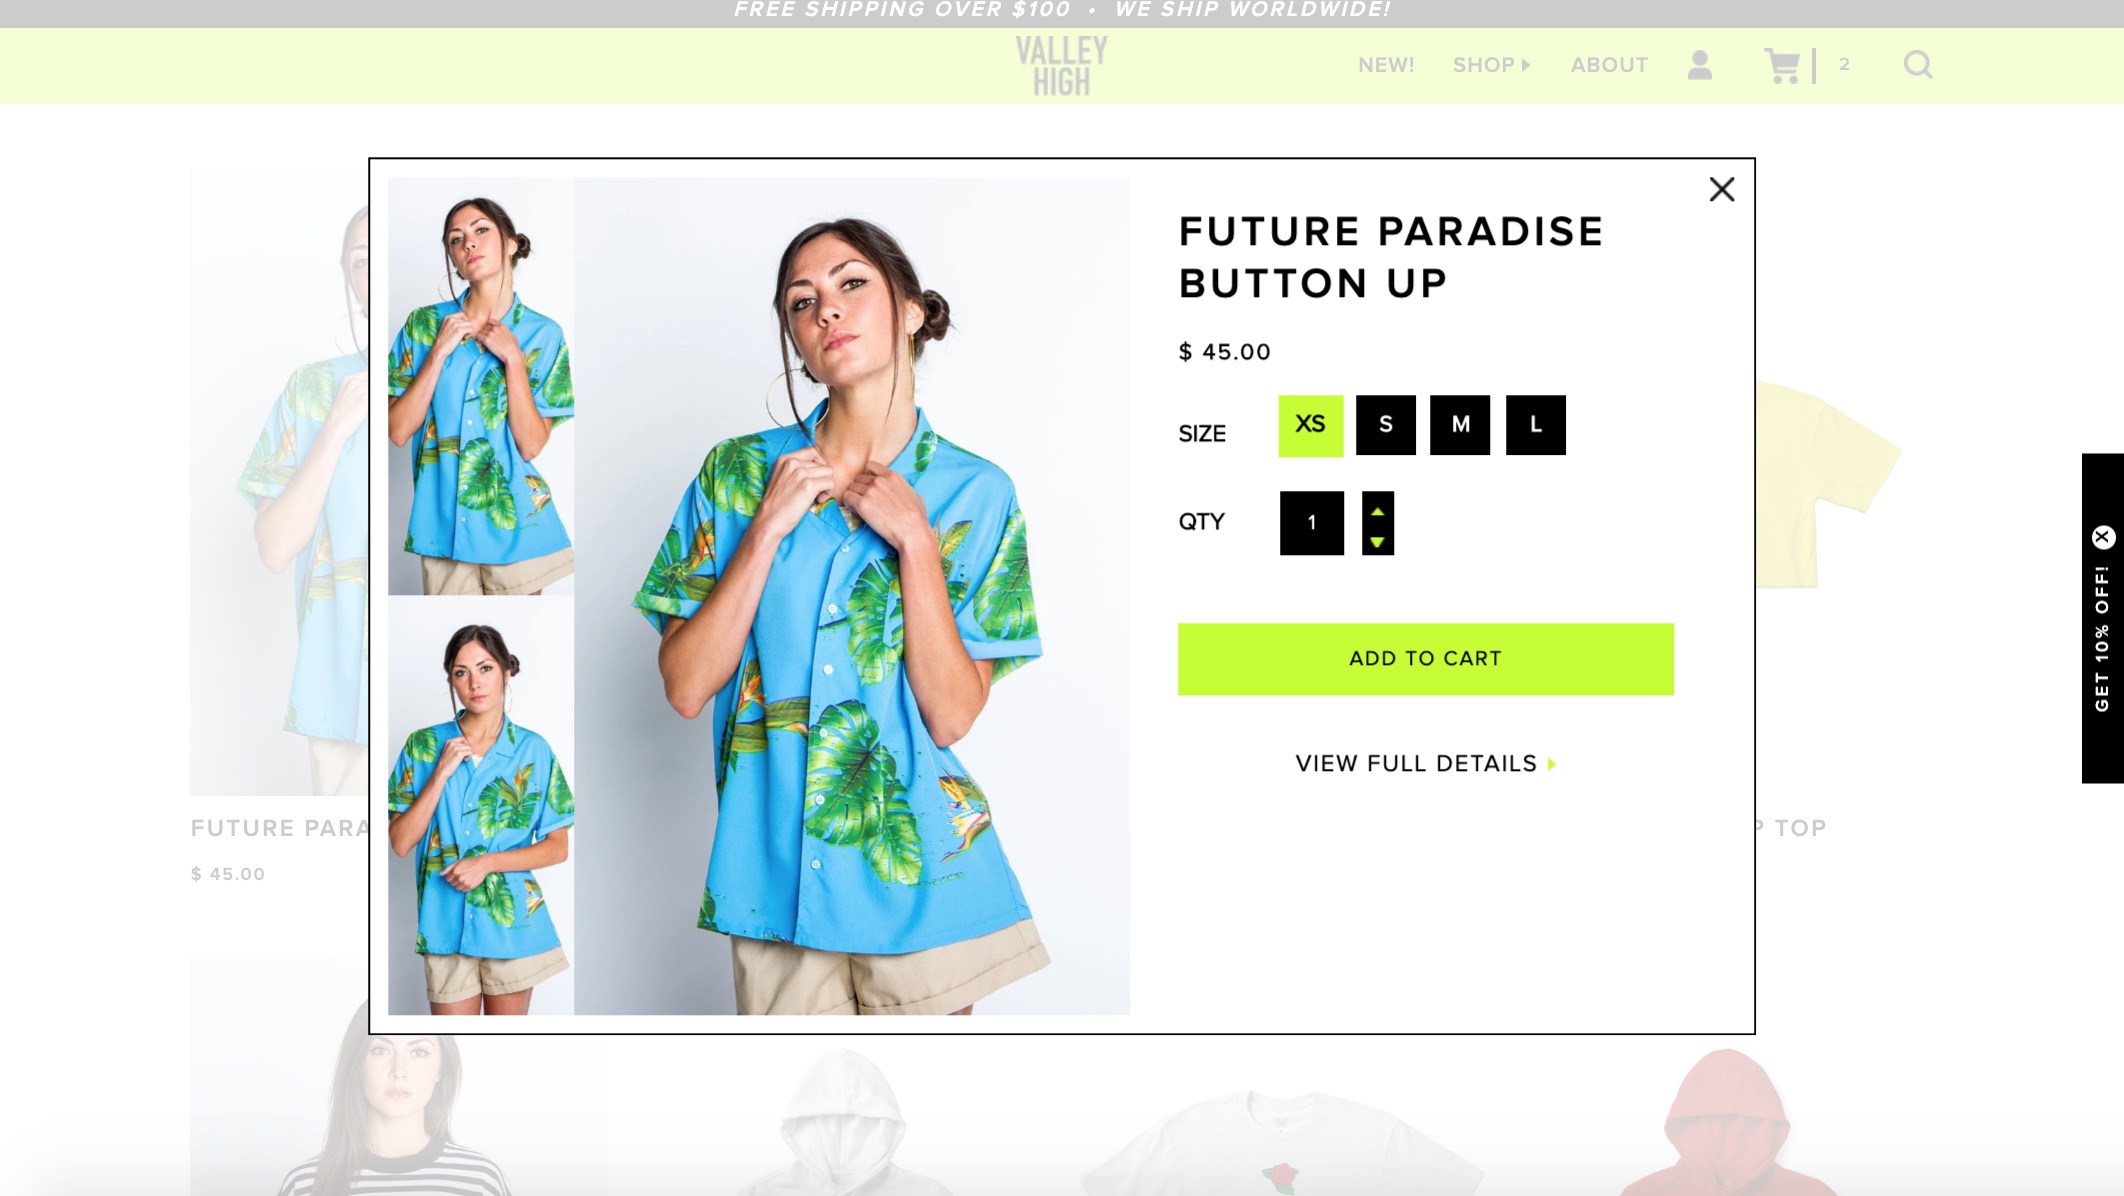 FREE SHIPPING OVER $100 • WE SHIP WORLDWIDE!
VALLEY
HIGH
NEW! SHOP ABOUT 2
FUTURE PARADISE
BUTTON UP
$ 45.00
SIZE XS S M L
QTY 1
ADD TO CART
VIEW FULL DETAILS
GET 10% OFF! X
FUTURE PARA
P TOP
$ 45.00